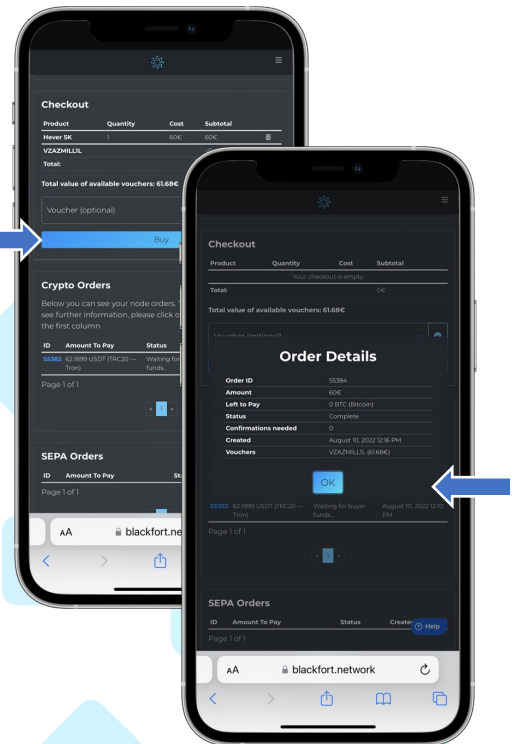 Checkout
Product Quantity Cost Subtotal
Hever 5K 1 60€ 60€
VZAZMILL1L
Total:
Total value of available vouchers: 61.68€
Voucher (optional)
Buy
Crypto Orders
Below you can see your node orders.
see further information, please click o
the first column
ID Amount To Pay Status
55382 62.1899 USDT (TRC20 — Tron) Waiting for funds...
Page 1 of 1
« 1 »
SEPA Orders
ID Amount To Pay St
Page 1 of 1
AA blackfort.ne
Checkout
Product Quantity Cost Subtotal
Your checkout is empty
Total: 0€
Total value of available vouchers: 61.68€
Voucher (optional)
Order Details
Order ID 55384
Amount 60€
Left to Pay 0 BTC (Bitcoin)
Status Complete
Confirmations needed 0
Created August 10, 2022 12:16 PM
Vouchers VZAZMILL1L (61.68€)
OK
55382 62.1899 USDT (TRC20 — Tron) Waiting for buyer funds... August 10, 2022 12:10 PM
Page 1 of 1
« 1 »
SEPA Orders
ID Amount To Pay Status Create
Page 1 of 1
Help
AA blackfort.network